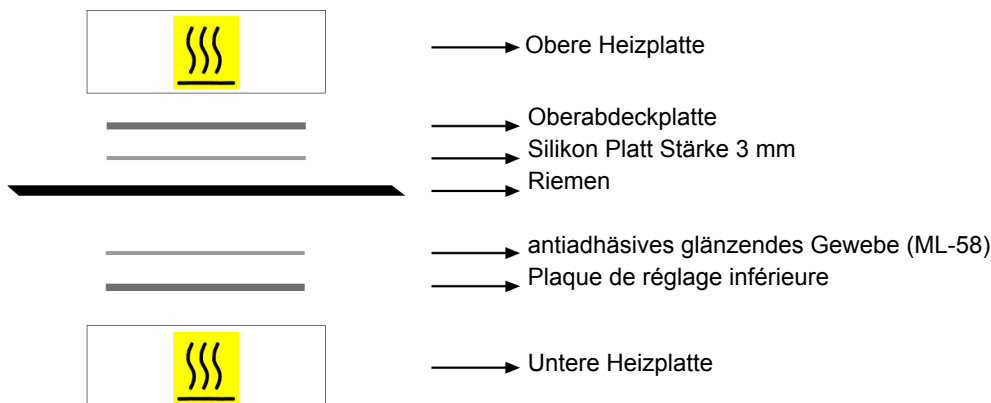 Obere Heizplatte
Oberabdeckplatte
Silikon Platt Stärke 3 mm
Riemen
antiadhäsives glänzendes Gewebe (ML-58)
Plaque de réglage inférieure
Untere Heizplatte